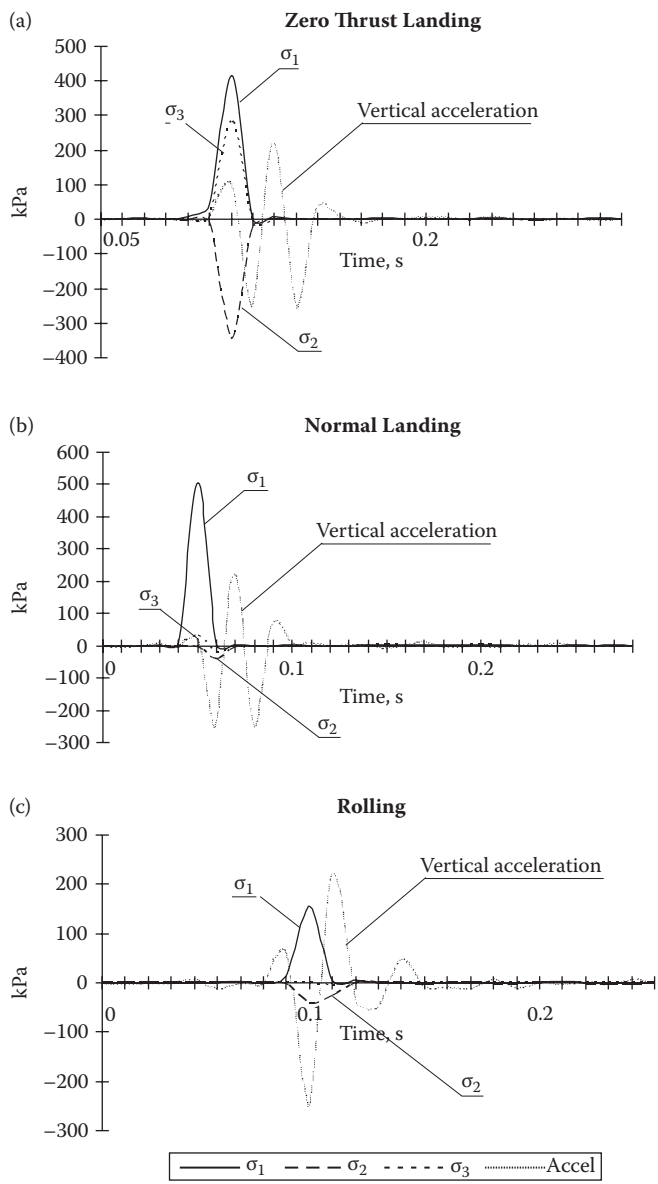 (a)
Zero Thrust Landing
500
400
300
200
100
0
−100
−200
−300
−400
kPa
σ1
σ3
Vertical acceleration
0.05
0.2
Time, s
σ2
(b)
Normal Landing
600
500
400
300
200
100
0
−100
−200
−300
kPa
σ1
Vertical acceleration
σ3
0
0.1
0.2
Time, s
σ2
(c)
Rolling
300
200
100
0
−100
−200
−300
kPa
Vertical acceleration
σ1
0
0.1
0.2
Time, s
σ2
σ1 σ2 σ3 Accel